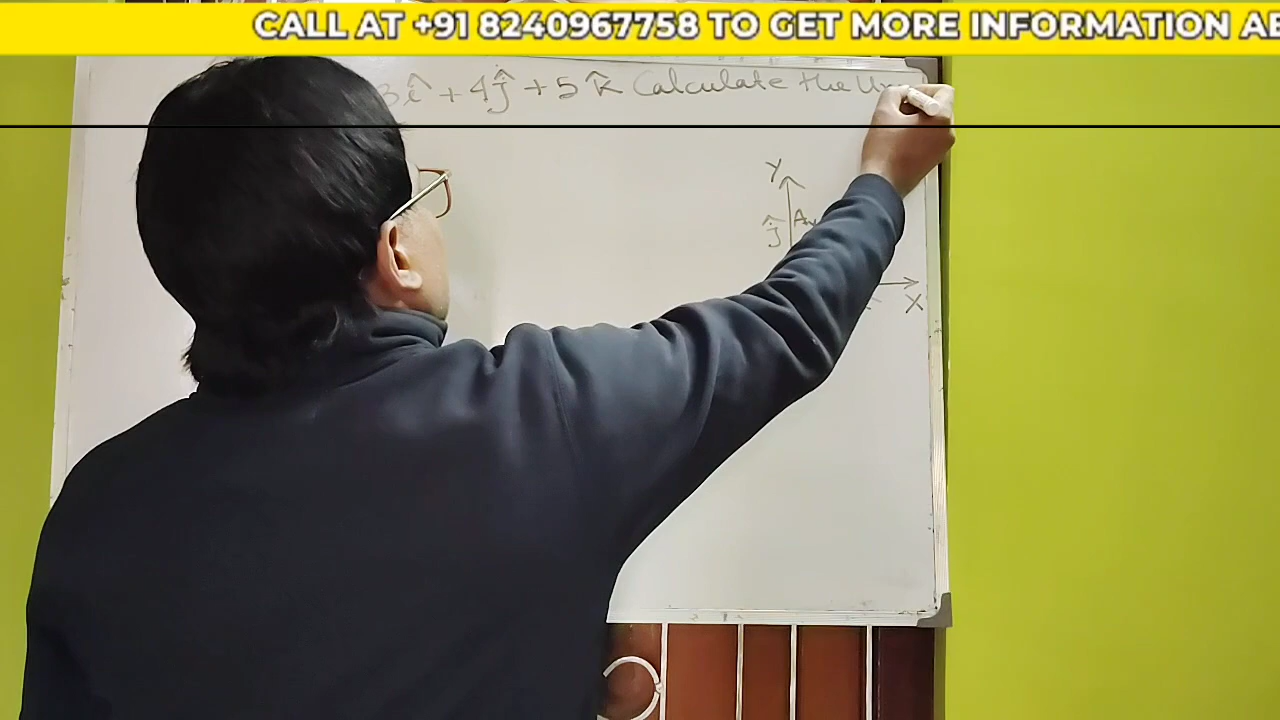 CALL AT +91 8240967758 TO GET MORE INFORMATION
3î + 4ĵ + 5k̂ Calculate the
Y
ĵ
X